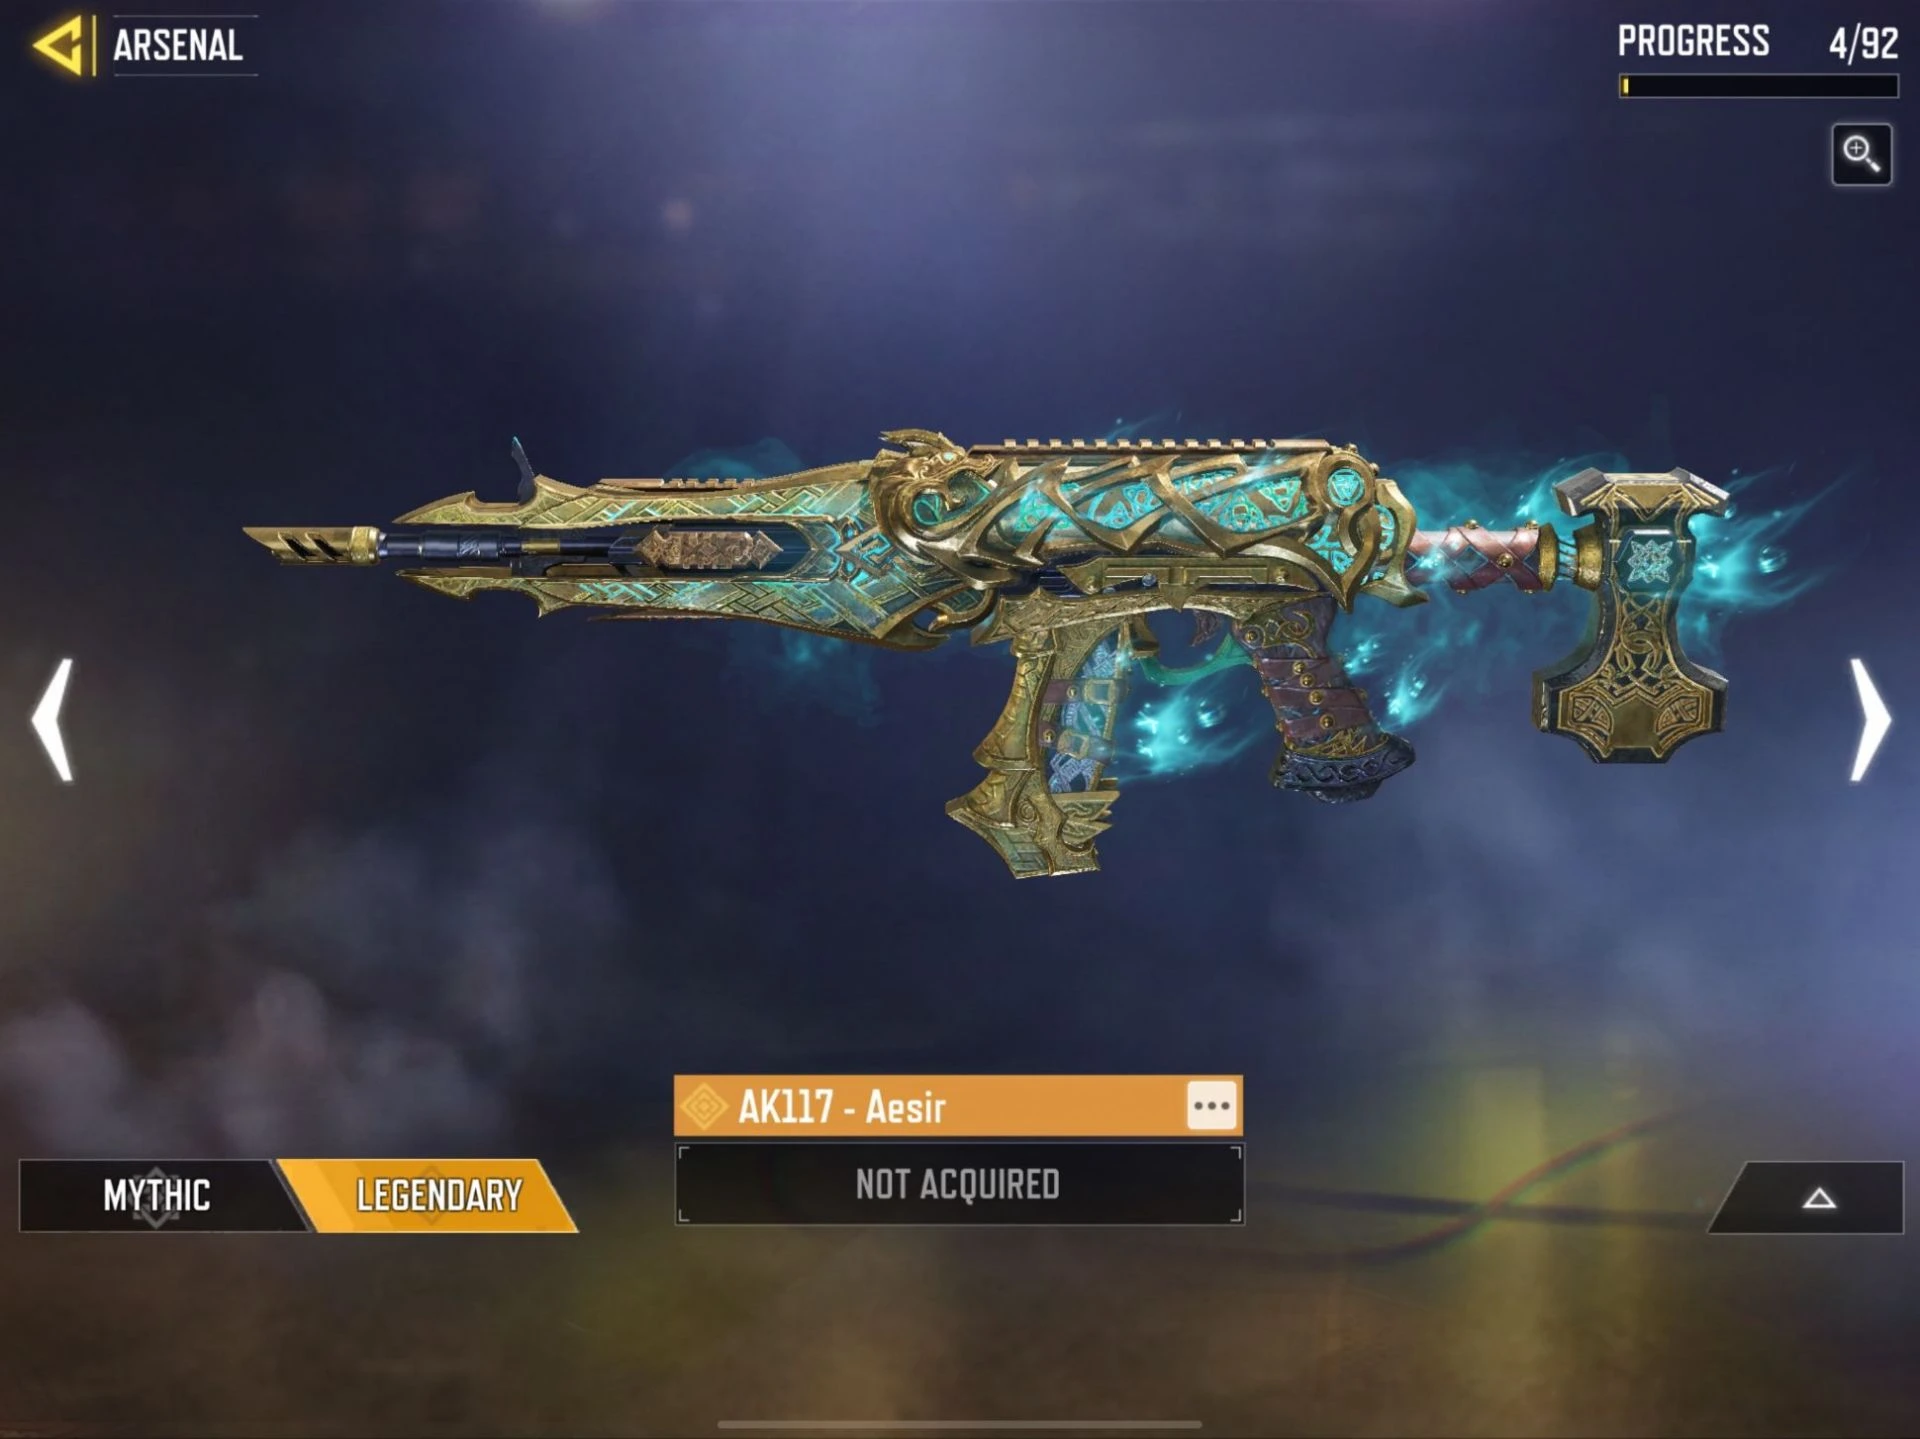 ARSENAL
PROGRESS 4/92
AK117 - Aesir
NOT ACQUIRED
MYTHIC
LEGENDARY